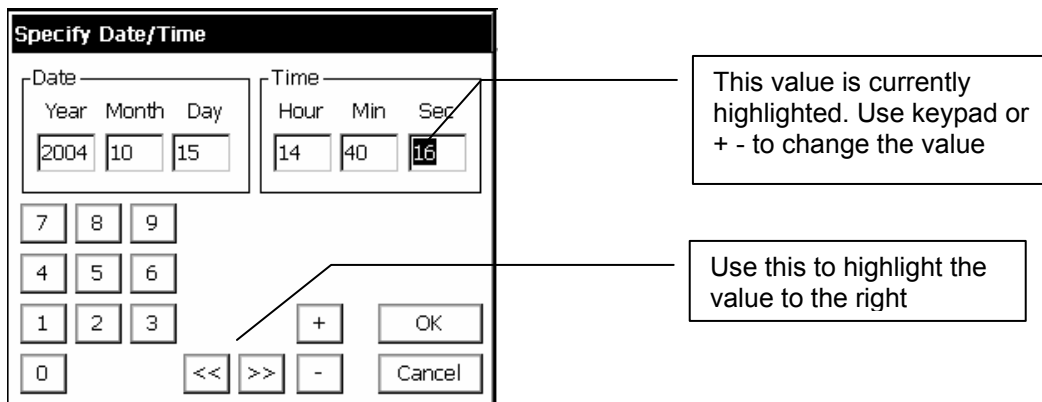 Specify Date/Time
Date
Time
Year Month Day
Hour Min Sec
2004 10 15
14 40 16
This value is currently
highlighted. Use keypad or
+ - to change the value
7 8 9
4 5 6
Use this to highlight the
value to the right
1 2 3 + OK
0 << >> - Cancel